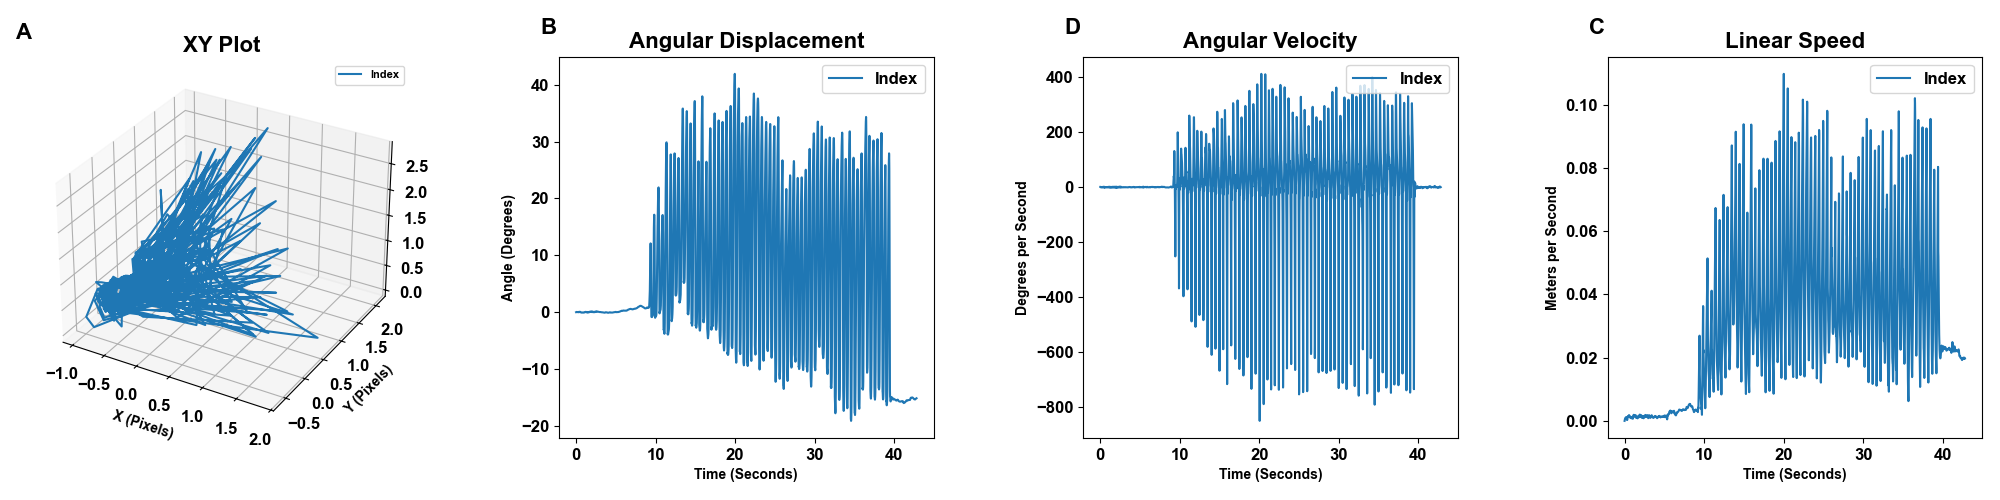 A
XY Plot
Index
2.5
2.0
1.5
1.0
0.5
0.0
−1.0
−0.5
0.0
0.5
1.0
1.5
2.0
X (Pixels)
−0.5
0.0
0.5
1.0
1.5
2.0
Y (Pixels)
B
Angular Displacement
Index
40
30
20
10
0
−10
−20
Angle (Degrees)
0 10 20 30 40
Time (Seconds)
D
Angular Velocity
Index
400
200
0
−200
−400
−600
−800
Degrees per Second
0 10 20 30 40
Time (Seconds)
C
Linear Speed
Index
0.10
0.08
0.06
0.04
0.02
0.00
Meters per Second
0 10 20 30 40
Time (Seconds)